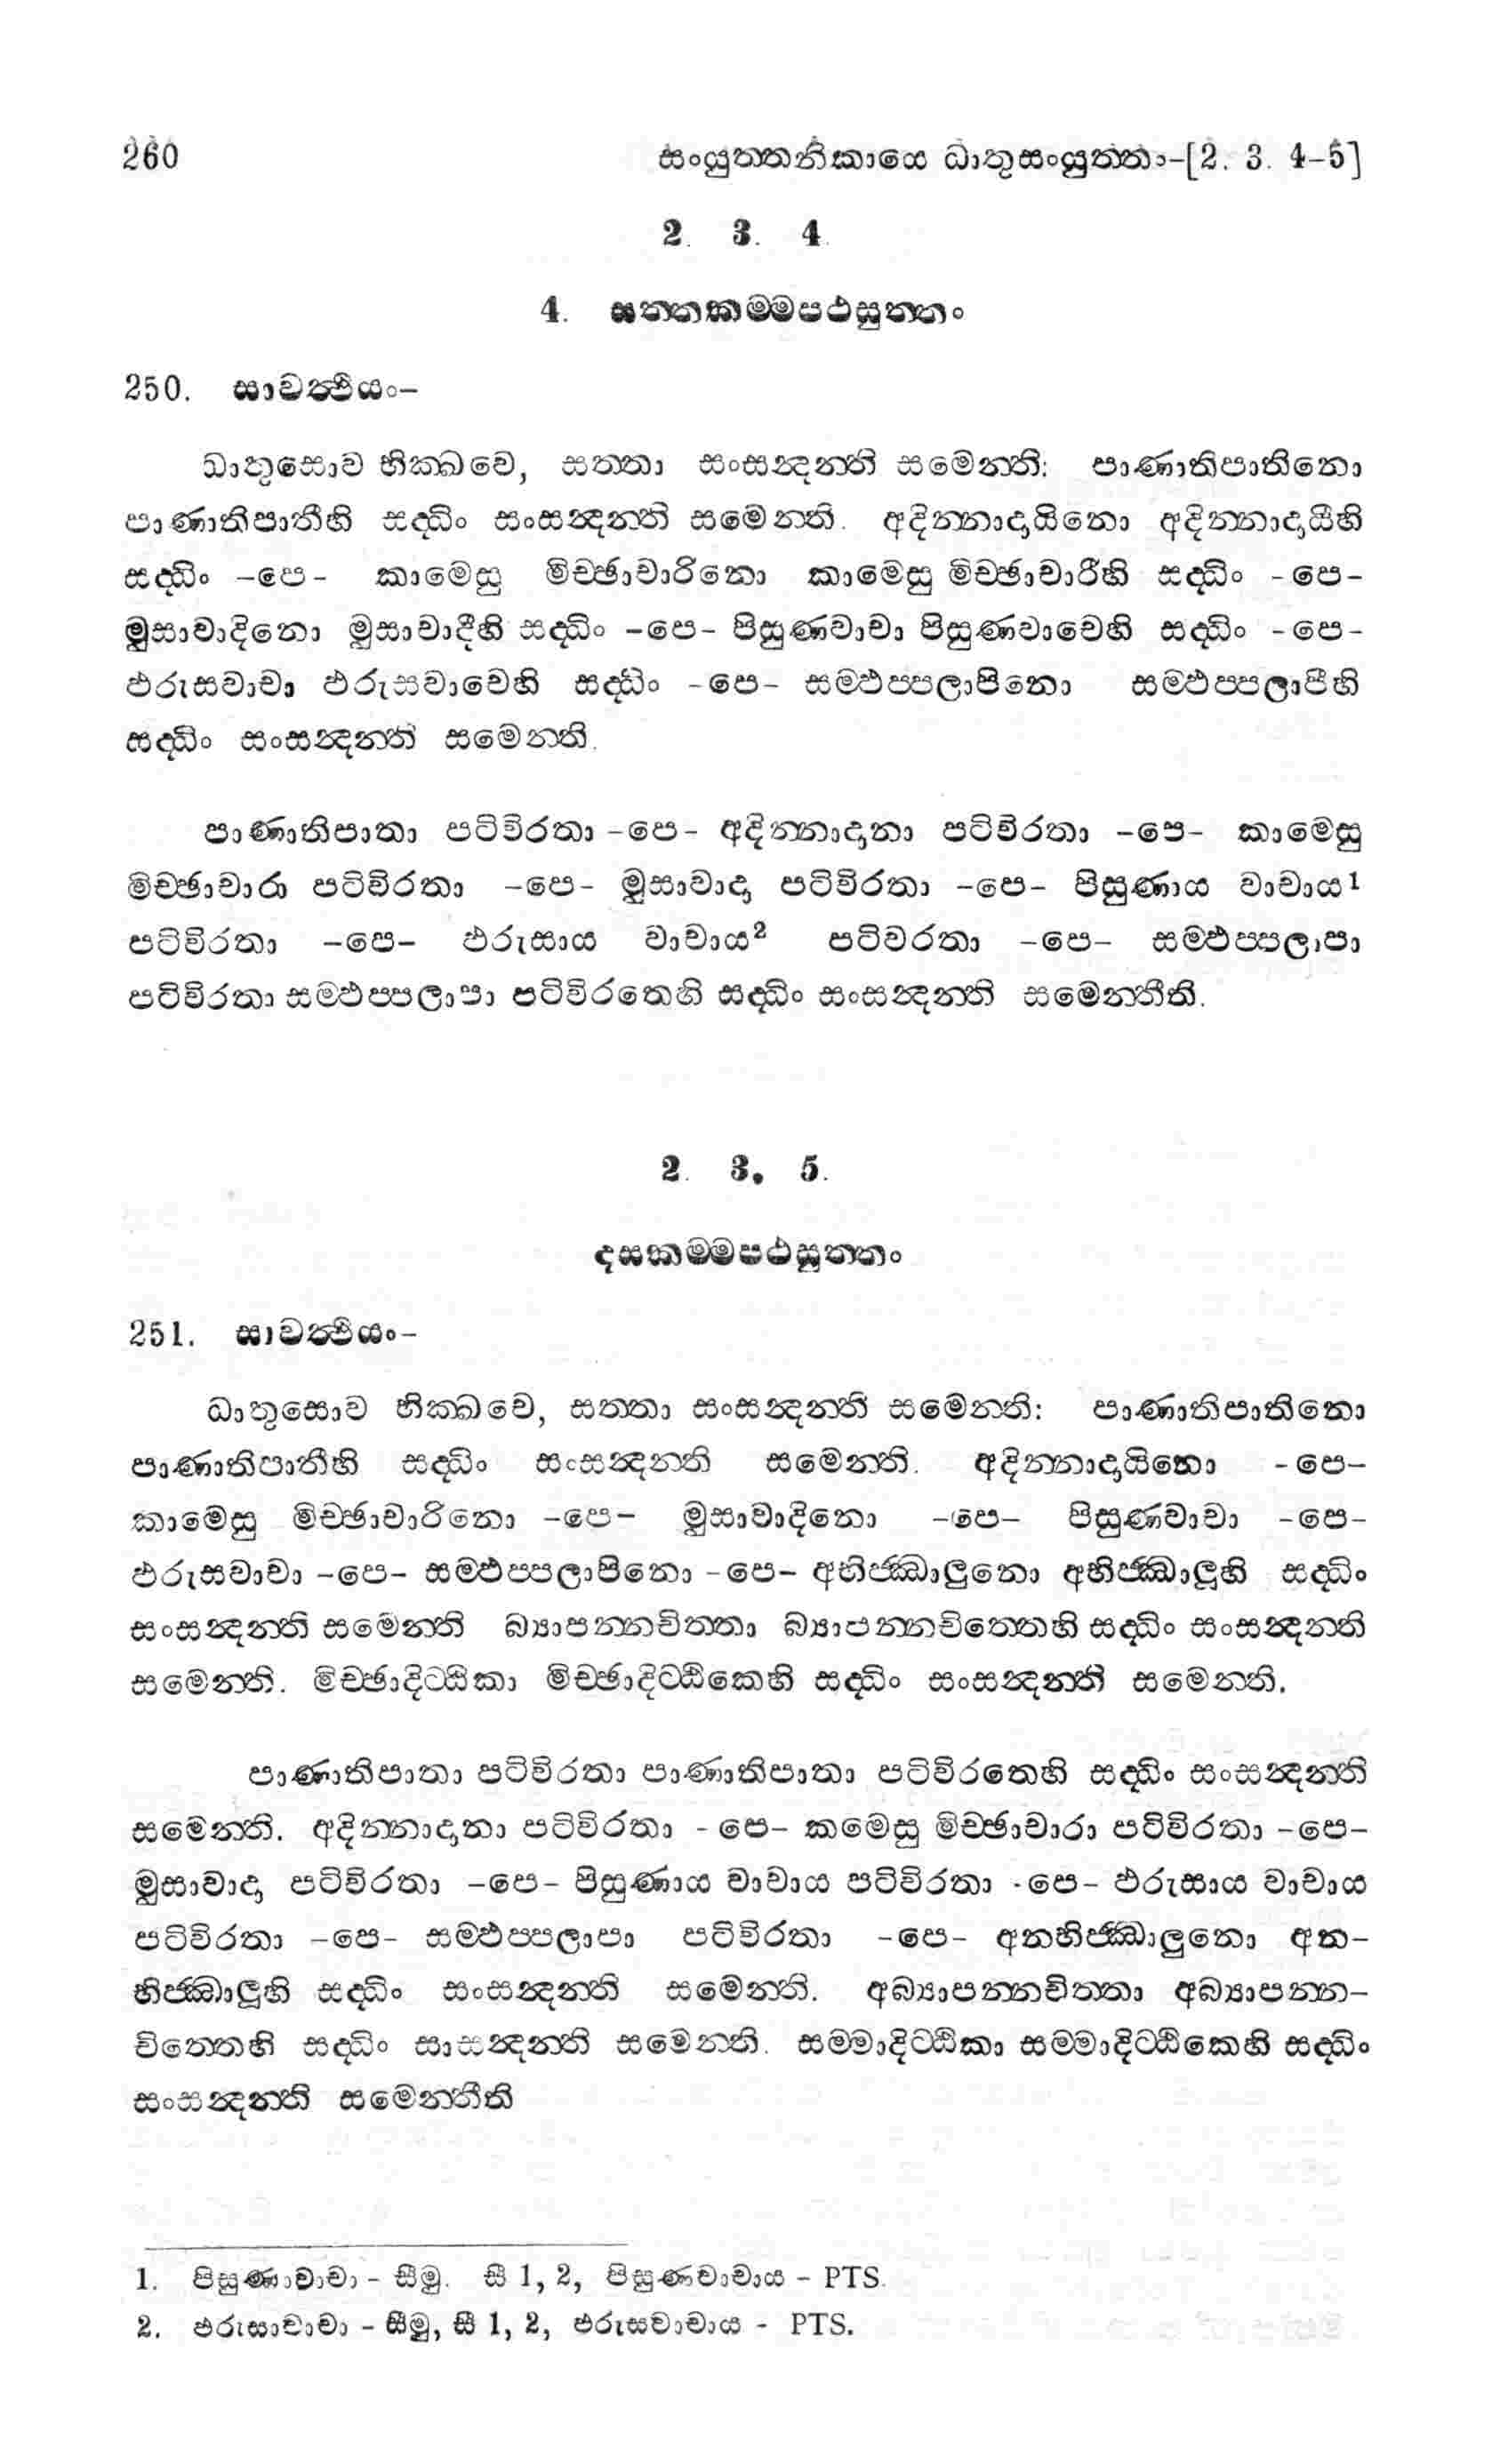 260 සංයුත්තනිකායෙ ධාතුසංයුත්තං-[2. 3. 4-5]
2. 3. 4.
4. සත්තකම්මපථසුත්තං
250. සාවත්ථියං-
ධාතුසොව භික්ඛවෙ, සත්තා සංසන්දන්ති සමෙන්ති: පාණාතිපාතිනො
පාණාතිපාතීහි සද්ධිං සංසන්දන්ති සමෙන්ති. අදින්නාදායිනො අදින්නාදායීහි
සද්ධිං -පෙ- කාමෙසු මිච්ඡාචාරිනො කාමෙසු මිච්ඡාචාරීහි සද්ධිං -පෙ-
මුසාවාදිනො මුසාවාදීහි සද්ධිං -පෙ- පිසුණවාචා පිසුණවාචෙහි සද්ධිං -පෙ-
ඵරුසවාචා ඵරුසවාචෙහි සද්ධිං -පෙ- සම්ඵප්පලාපිනො සම්ඵප්පලාපීහි
සද්ධිං සංසන්දන්ති සමෙන්ති.
පාණාතිපාතා පටිවිරතා -පෙ- අදින්නාදානා පටිවිරතා -පෙ- කාමෙසු
මිච්ඡාචාරා පටිවිරතා -පෙ- මුසාවාදා පටිවිරතා -පෙ- පිසුණාය වාචාය1
පටිවිරතා -පෙ- ඵරුසාය වාචාය2 පටිවරතා -පෙ- සම්ඵප්පලාපා
පටිවිරතා සම්ඵප්පලාපා පටිවිරතෙහි සද්ධිං සංසන්දන්ති සමෙන්තීති.
2. 3. 5.
දසකම්මපථසුත්තං
251. සාවත්ථියං-
ධාතුසොව භික්ඛවෙ, සත්තා සංසන්දන්ති සමෙන්ති: පාණාතිපාතිනො
පාණාතිපාතීහි සද්ධිං සංසන්දන්ති සමෙන්ති. අදින්නාදායිනො -පෙ-
කාමෙසු මිච්ඡාචාරිනො -පෙ- මුසාවාදිනො -පෙ- පිසුණවාචා -පෙ-
ඵරුසවාචා -පෙ- සම්ඵප්පලාපිනො -පෙ- අභිජ්ඣාලුනො අභිජ්ඣාලූහි සද්ධිං
සංසන්දන්ති සමෙන්ති බ්‍යාපන්නචිත්තා බ්‍යාපන්නචිත්තෙහි සද්ධිං සංසන්දන්ති
සමෙන්ති. මිච්ඡාදිට්ඨිකා මිච්ඡාදිට්ඨිකෙහි සද්ධිං සංසන්දන්ති සමෙන්ති.
පාණාතිපාතා පටිවිරතා පාණාතිපාතා පටිවිරතෙහි සද්ධිං සංසන්දන්ති
සමෙන්ති. අදින්නාදානා පටිවිරතා -පෙ- කමෙසු මිච්ඡාචාරා පටිවිරතා -පෙ-
මුසාවාදා පටිවිරතා -පෙ- පිසුණාය වාචාය පටිවිරතා -පෙ- ඵරුසාය වාචාය
පටිවිරතා -පෙ- සම්ඵප්පලාපා පටිවිරතා -පෙ- අනභිජ්ඣාලුනො අන-
භිජ්ඣාලූහි සද්ධිං සංසන්දන්ති සමෙන්ති. අබ්‍යාපන්නචිත්තා අබ්‍යාපන්න-
චිත්තෙහි සද්ධිං සාසන්දන්ති සමෙන්ති. සම්මාදිට්ඨිකා සම්මාදිට්ඨිකෙහි සද්ධිං
සංසන්දන්ති සමෙන්තීති
1. පිසුණාවාචා - සීමු. සී 1, 2, පිසුණවාචාය - PTS.
2. ඵරුසාවාචා - සීමු, සී 1, 2, ඵරුසවාචාය - PTS.